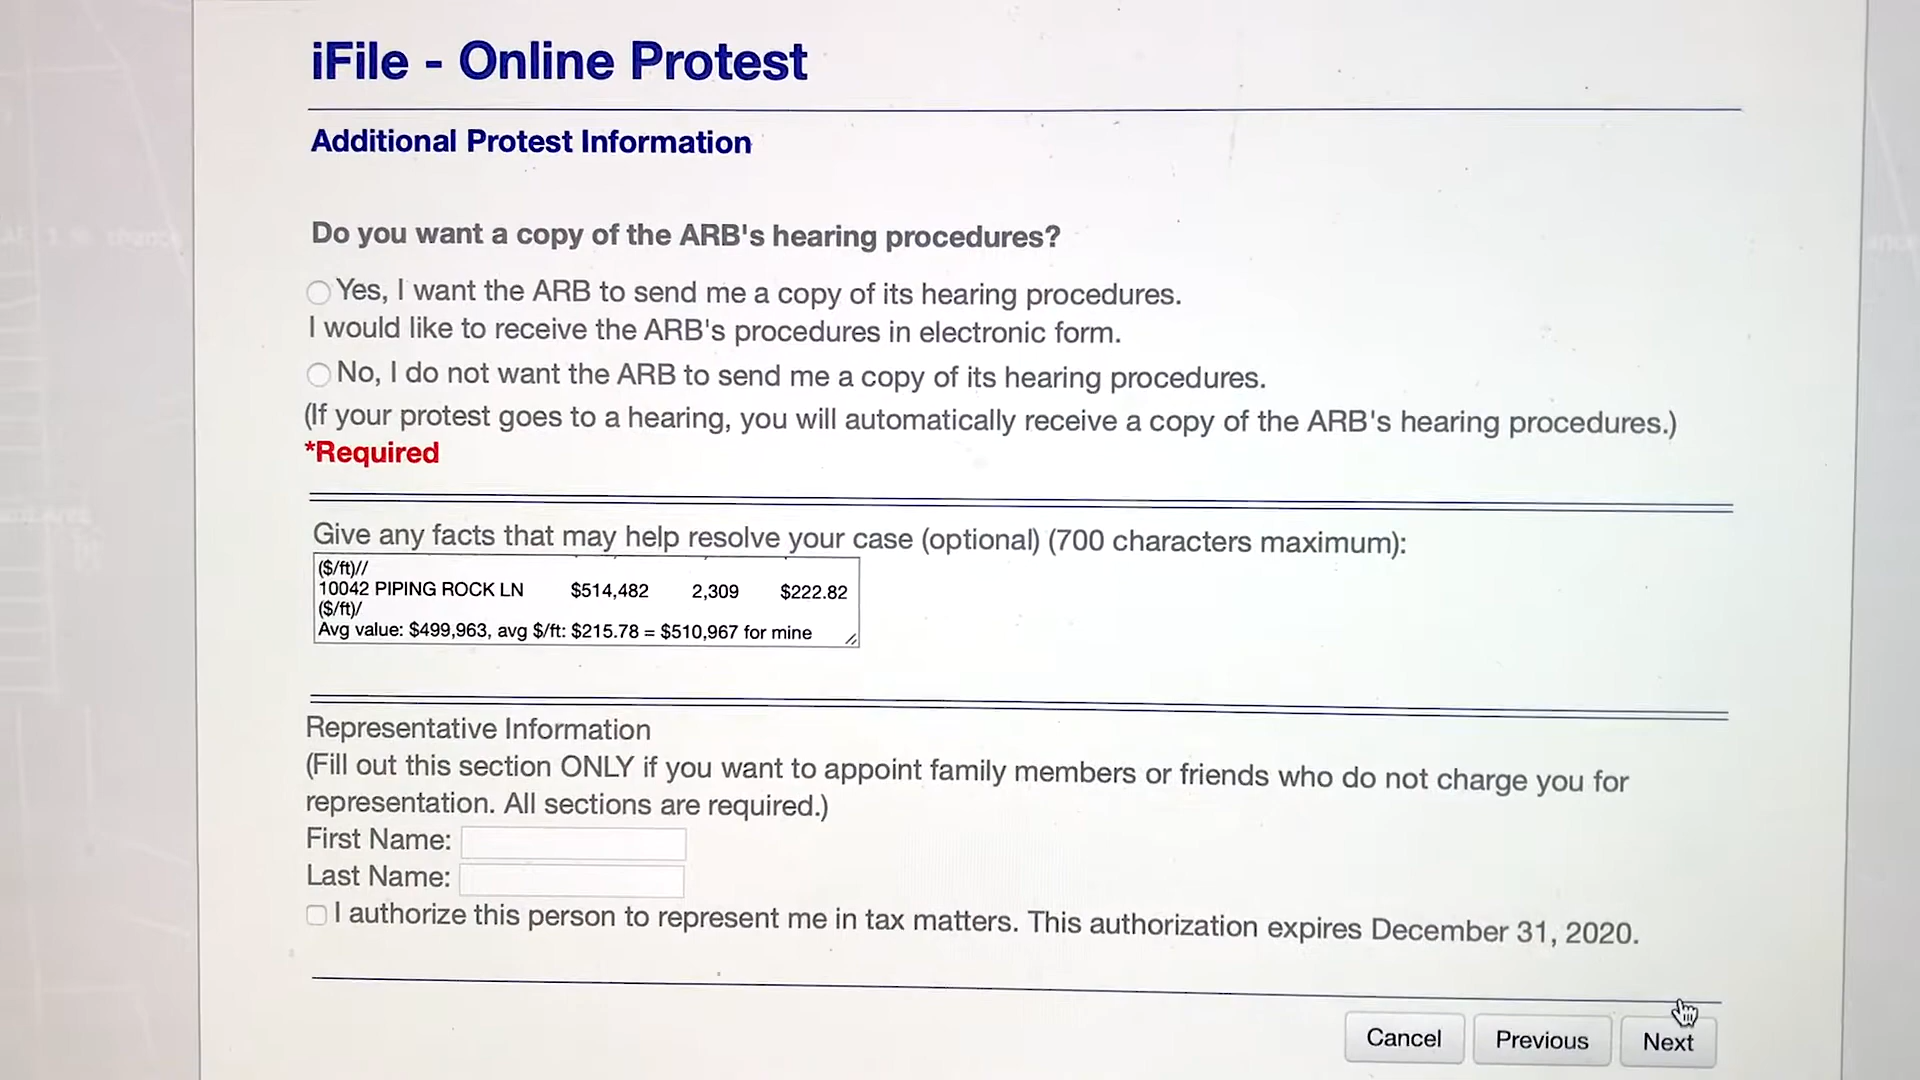 iFile - Online Protest
Additional Protest Information
Do you want a copy of the ARB's hearing procedures?
Yes, I want the ARB to send me a copy of its hearing procedures.
I would like to receive the ARB's procedures in electronic form.
No, I do not want the ARB to send me a copy of its hearing procedures.
(If your protest goes to a hearing, you will automatically receive a copy of the ARB's hearing procedures.)
*Required
Give any facts that may help resolve your case (optional) (700 characters maximum):
($/ft)//
10042 PIPING ROCK LN $514,482 2,309 $222.82
($/ft)/
Avg value: $499,963, avg $/ft: $215.78 = $510,967 for mine
Representative Information
(Fill out this section ONLY if you want to appoint family members or friends who do not charge you for
representation. All sections are required.)
First Name:
Last Name:
I authorize this person to represent me in tax matters. This authorization expires December 31, 2020.
Cancel Previous Next